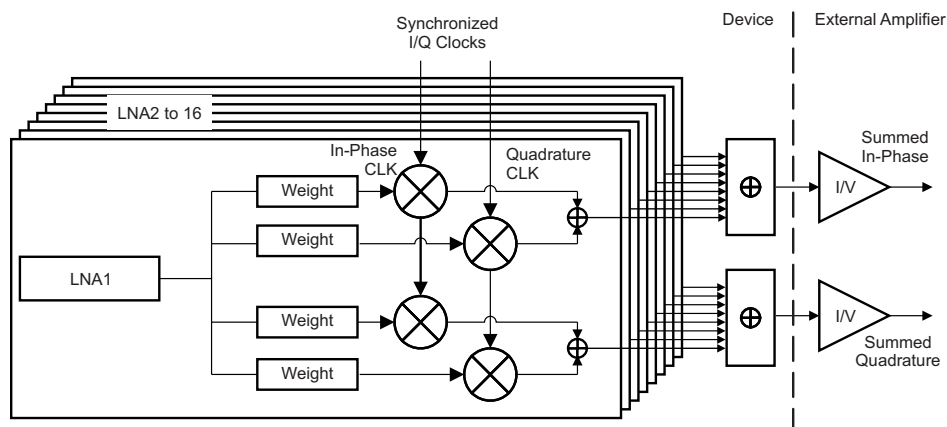 Synchronized
I/Q Clocks
Device
External Amplifier
LNA2 to 16
In-Phase
CLK
Quadrature
CLK
Summed
In-Phase
Weight
Weight
I/V
LNA1
Weight
Weight
I/V
Summed
Quadrature